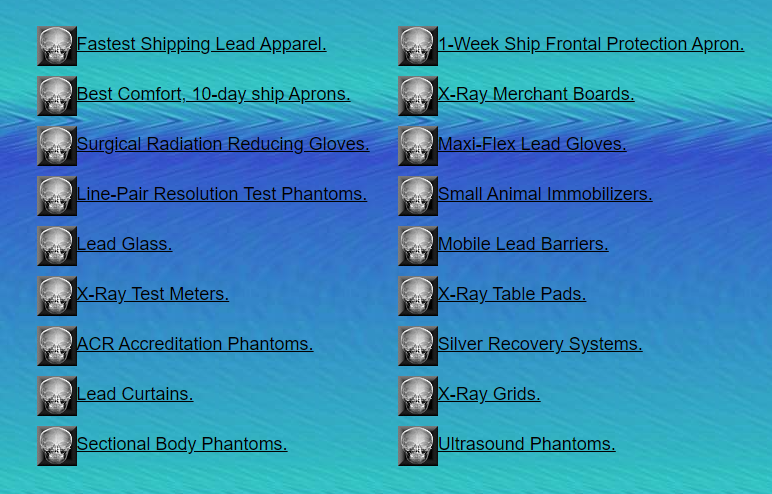 Fastest Shipping Lead Apparel.
1-Week Ship Frontal Protection Apron.
Best Comfort, 10-day ship Aprons.
X-Ray Merchant Boards.
Surgical Radiation Reducing Gloves.
Maxi-Flex Lead Gloves.
Line-Pair Resolution Test Phantoms.
Small Animal Immobilizers.
Lead Glass.
Mobile Lead Barriers.
X-Ray Test Meters.
X-Ray Table Pads.
ACR Accreditation Phantoms.
Silver Recovery Systems.
Lead Curtains.
X-Ray Grids.
Sectional Body Phantoms.
Ultrasound Phantoms.